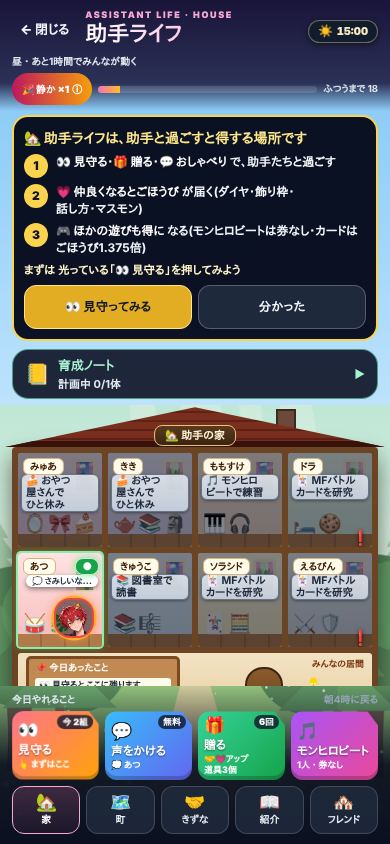 ← 閉じる
ASSISTANT LIFE・HOUSE
助手ライフ
☀️ 15:00
昼・あと1時間でみんなが動く
🎉静か ×1 ⓘ
ふつうまで 18
🏡 助手ライフは、助手と過ごすと得する場所です
1 👀 見守る・🎁 贈る・💬 おしゃべり で、助手たちと過ごす
2 💗 仲良くなるとごほうび が届く(ダイヤ・飾り枠・
話し方・マスモン)
3 🎮 ほかの遊びも得に なる(モンヒロビートは券なし・カードは
ごほうび1.375倍)
まずは 光っている「👀 見守る」を押してみよう
👀 見守ってみる
分かった
📒 育成ノート
計画中 0/1体
▶
🏡 助手の家
みゅあ
🍰 おやつ
屋さんで
ひと休み
きき
🍰 おやつ
屋さんで
ひと休み
ももすけ
🎵 モンヒロ
ビートで練習
ドラ
🃏 MFバトル
カードを研究
❗
あつ
💭 さみしいな…
きゅうこ
📚 図書室で
読書
ソラシド
🃏 MFバトル
カードを研究
えるぴん
🃏 MFバトル
カードを研究
❗
📌 今日あったこと
みんなの居間
今日やれること
朝4時に戻る
👀
今 2組
見守る
👆 まずはここ
💬
無料
声をかける
💭 あつ
🎁
6回
贈る
🤝💗アップ
道具3個
🎵
モンヒロビート
1人・券なし
🏡
家
🗺️
町
🤝
きずな
📖
紹介
🏘️
フレンド